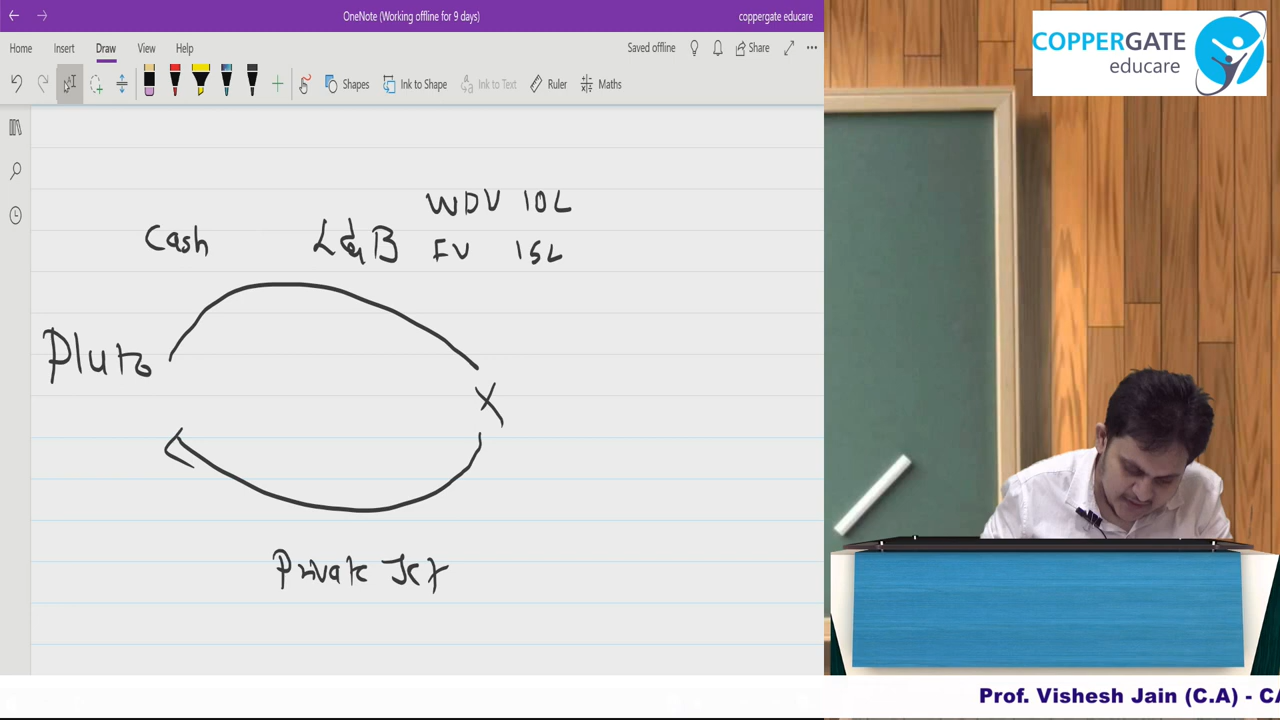 OneNote (Working offline for 9 days)
coppergate educare
Home Insert Draw View Help
Saved offline
Share
Shapes
Ink to Shape
Ink to Text
Ruler
Maths
COPPERGATE
educare
WDV 10L
Cash L&B FV 15L
Pluto
X
Private Jet
Prof. Vishesh Jain (C.A) - CA